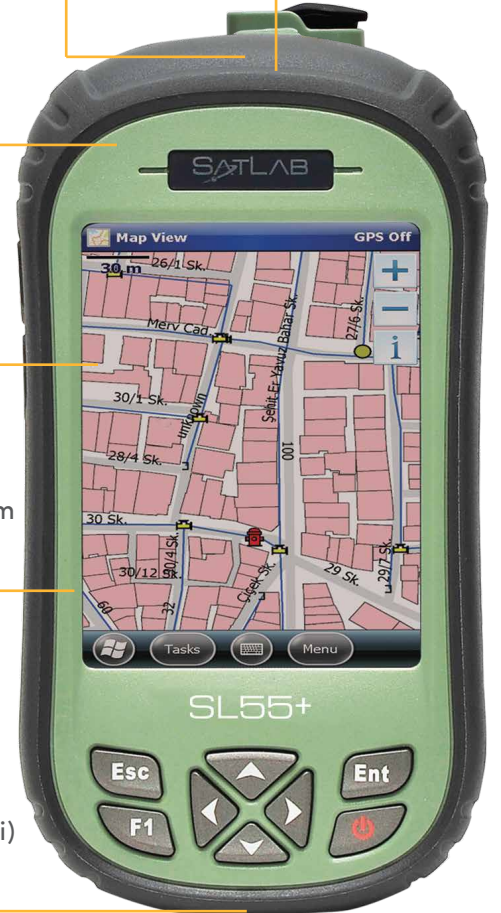 SATLAB
Map View GPS Off
30 m
26/1 Sk.
+
Merv Cad.
27/6 Sk.
Şehit Er Yavuz Bahar Sk.
−
i
30/1 Sk.
unknown
100
28/4 Sk.
m
30 Sk.
30/4 Sk.
30/12 Sk.
29 Sk.
29/7 Sk.
Çiçek Sk.
60
32
Tasks
Menu
SL55+
Esc
Ent
F1
i)